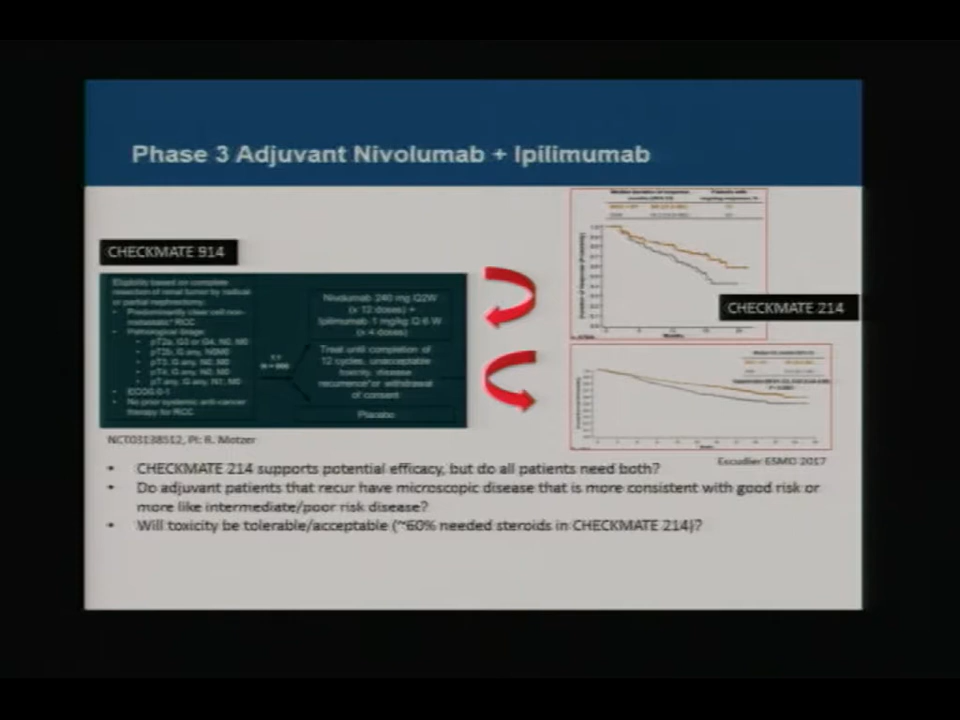 Phase 3 Adjuvant Nivolumab + Ipilimumab
CHECKMATE 914
Eligibility based on complete
resection of renal tumor by radical
or partial nephrectomy:
• Predominantly clear cell non-
metastatic* RCC
• Pathological Stage:
• pT2a, G3 or G4, N0, M0
• pT2b, G any, N0M0
• pT3, G any, N0, M0
• pT4, G any, N0, M0
• pT any, G any, N1, M0
• ECOG 0-1
• No prior systemic anti-cancer
therapy for RCC
Nivolumab 240 mg Q2W
(x 12 doses) +
Ipilimumab 1 mg/kg Q 6 W
(x 4 doses)
Treat until completion of
12 cycles, unacceptable
toxicity, disease
recurrence or withdrawal
of consent
Placebo
NCT03138512, PI: R. Motzer
CHECKMATE 214
Months
Escudier ESMO 2017
• CHECKMATE 214 supports potential efficacy, but do all patients need both?
• Do adjuvant patients that recur have microscopic disease that is more consistent with good risk or
more like intermediate/poor risk disease?
• Will toxicity be tolerable/acceptable (~60% needed steroids in CHECKMATE 214)?